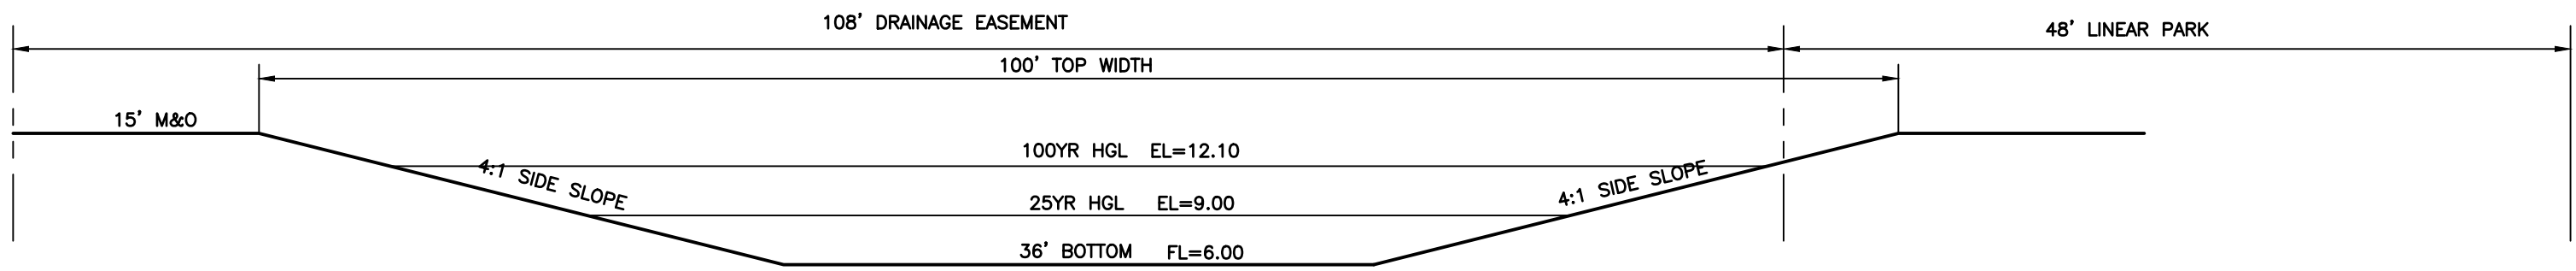 108' DRAINAGE EASEMENT
48' LINEAR PARK
100' TOP WIDTH
15' M&O
100YR HGL EL=12.10
4:1 SIDE SLOPE
4:1 SIDE SLOPE
25YR HGL EL=9.00
36' BOTTOM FL=6.00